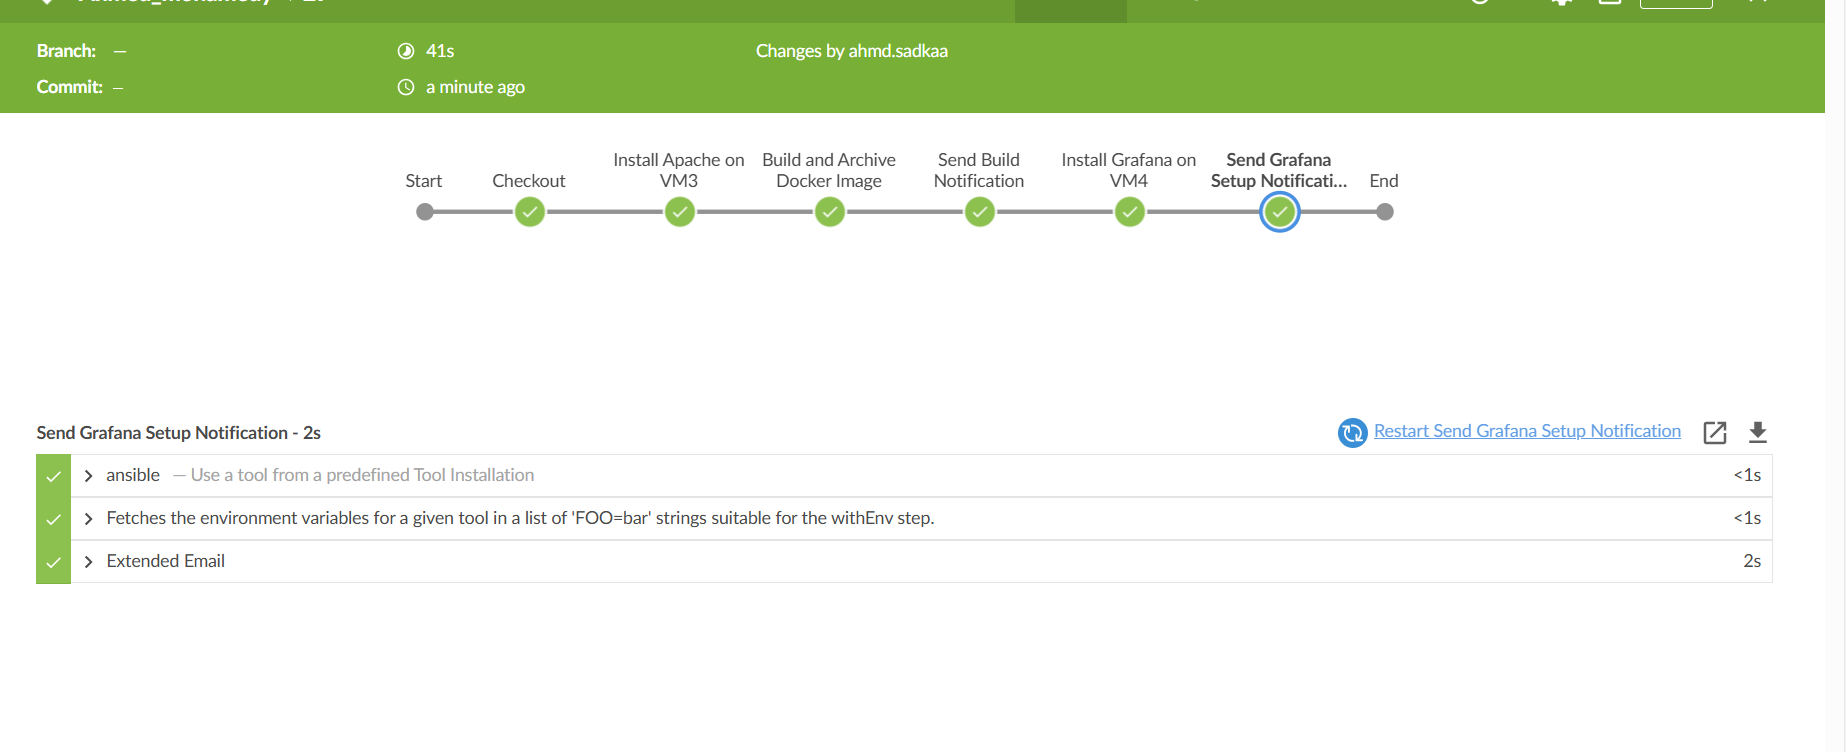 Branch: —
41s
Changes by ahmd.sadkaa
Commit: —
a minute ago
Start
Checkout
Install Apache on
VM3
Build and Archive
Docker Image
Send Build
Notification
Install Grafana on
VM4
Send Grafana
Setup Notificati...
End
Send Grafana Setup Notification - 2s
Restart Send Grafana Setup Notification
ansible — Use a tool from a predefined Tool Installation
<1s
Fetches the environment variables for a given tool in a list of 'FOO=bar' strings suitable for the withEnv step.
<1s
Extended Email
2s